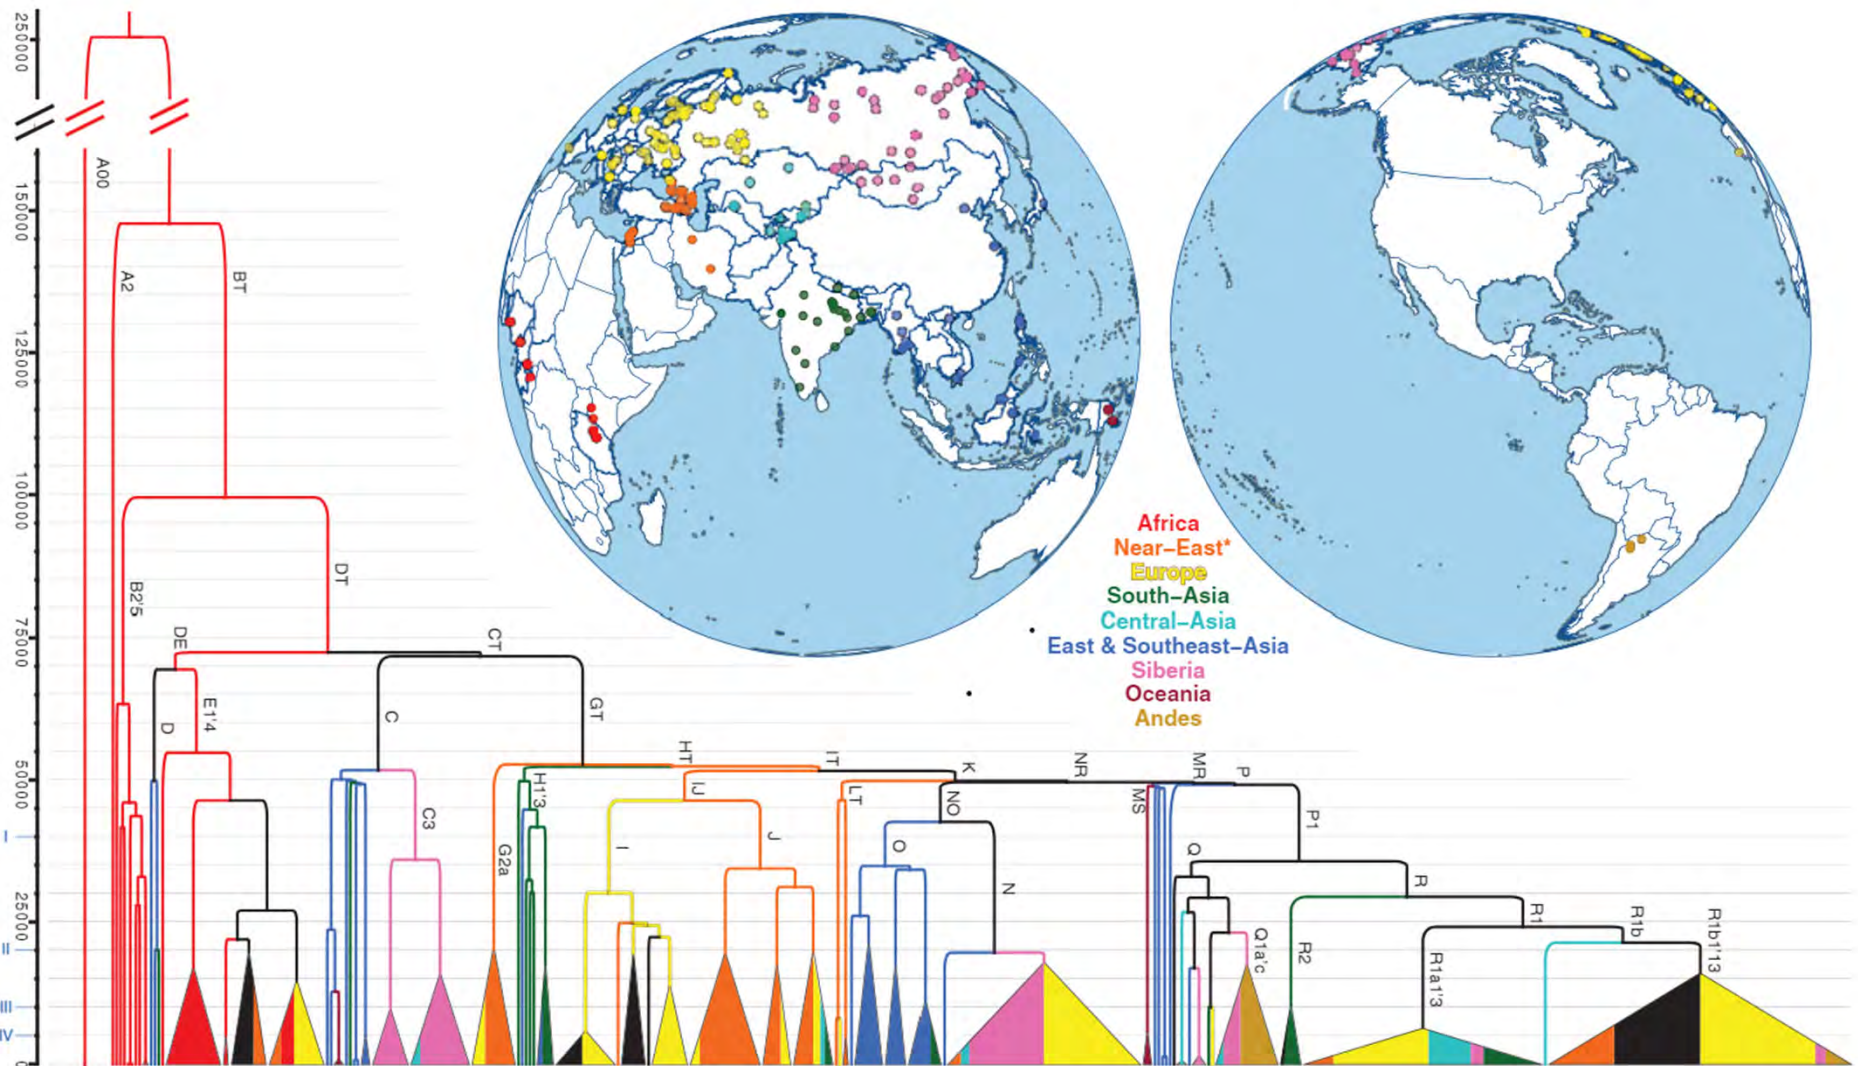 250000
150000
125000
100000
75000
50000
25000
0
I
II
III
IV
A00
A2
BT
B2'5
DT
DE
CT
E1'4
D
C
GT
C3
HT
IT
K
NR
MR
P
G2a
H1'3
IJ
I
J
LT
NO
O
N
MS
P1
Q
R
Q1a'c
R2
R1
R1b
R1b1'13
R1a1'3
Africa
Near-East*
Europe
South-Asia
Central-Asia
East & Southeast-Asia
Siberia
Oceania
Andes